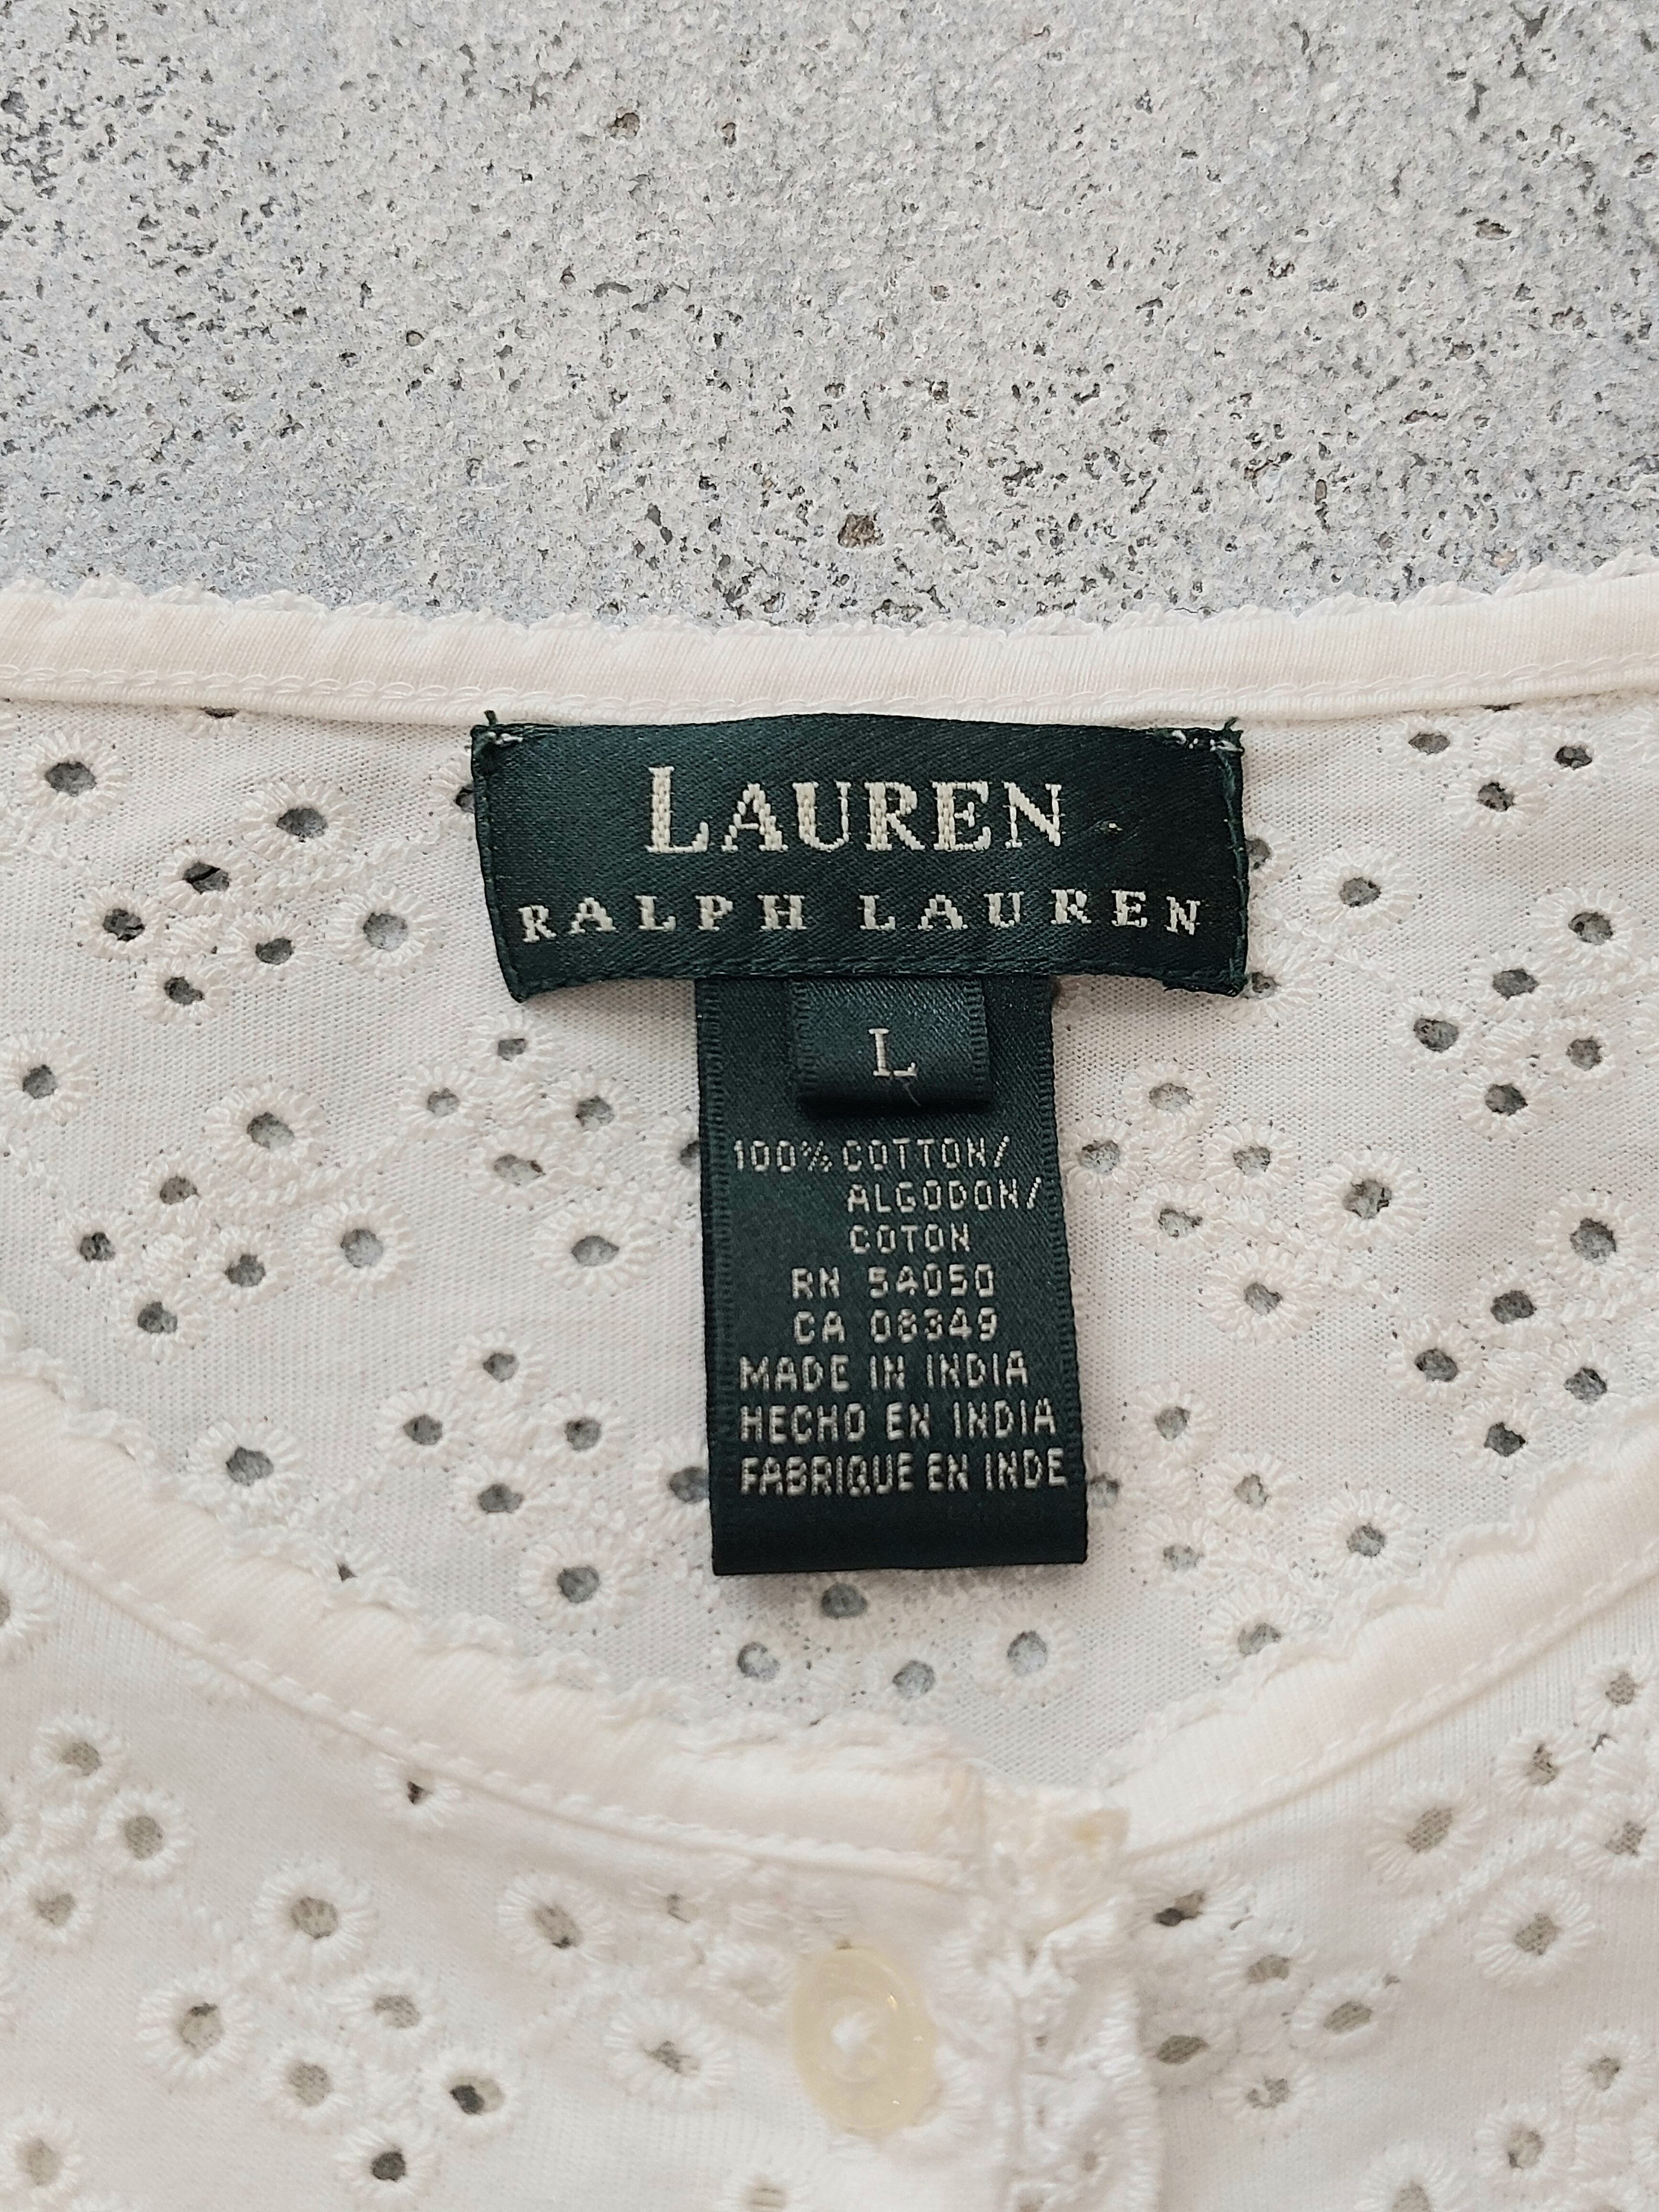 LAUREN
RALPH LAUREN
L
100% COTTON/
ALGODON/
COTON
RN 54050
CA 08349
MADE IN INDIA
HECHO EN INDIA
FABRIQUE EN INDE